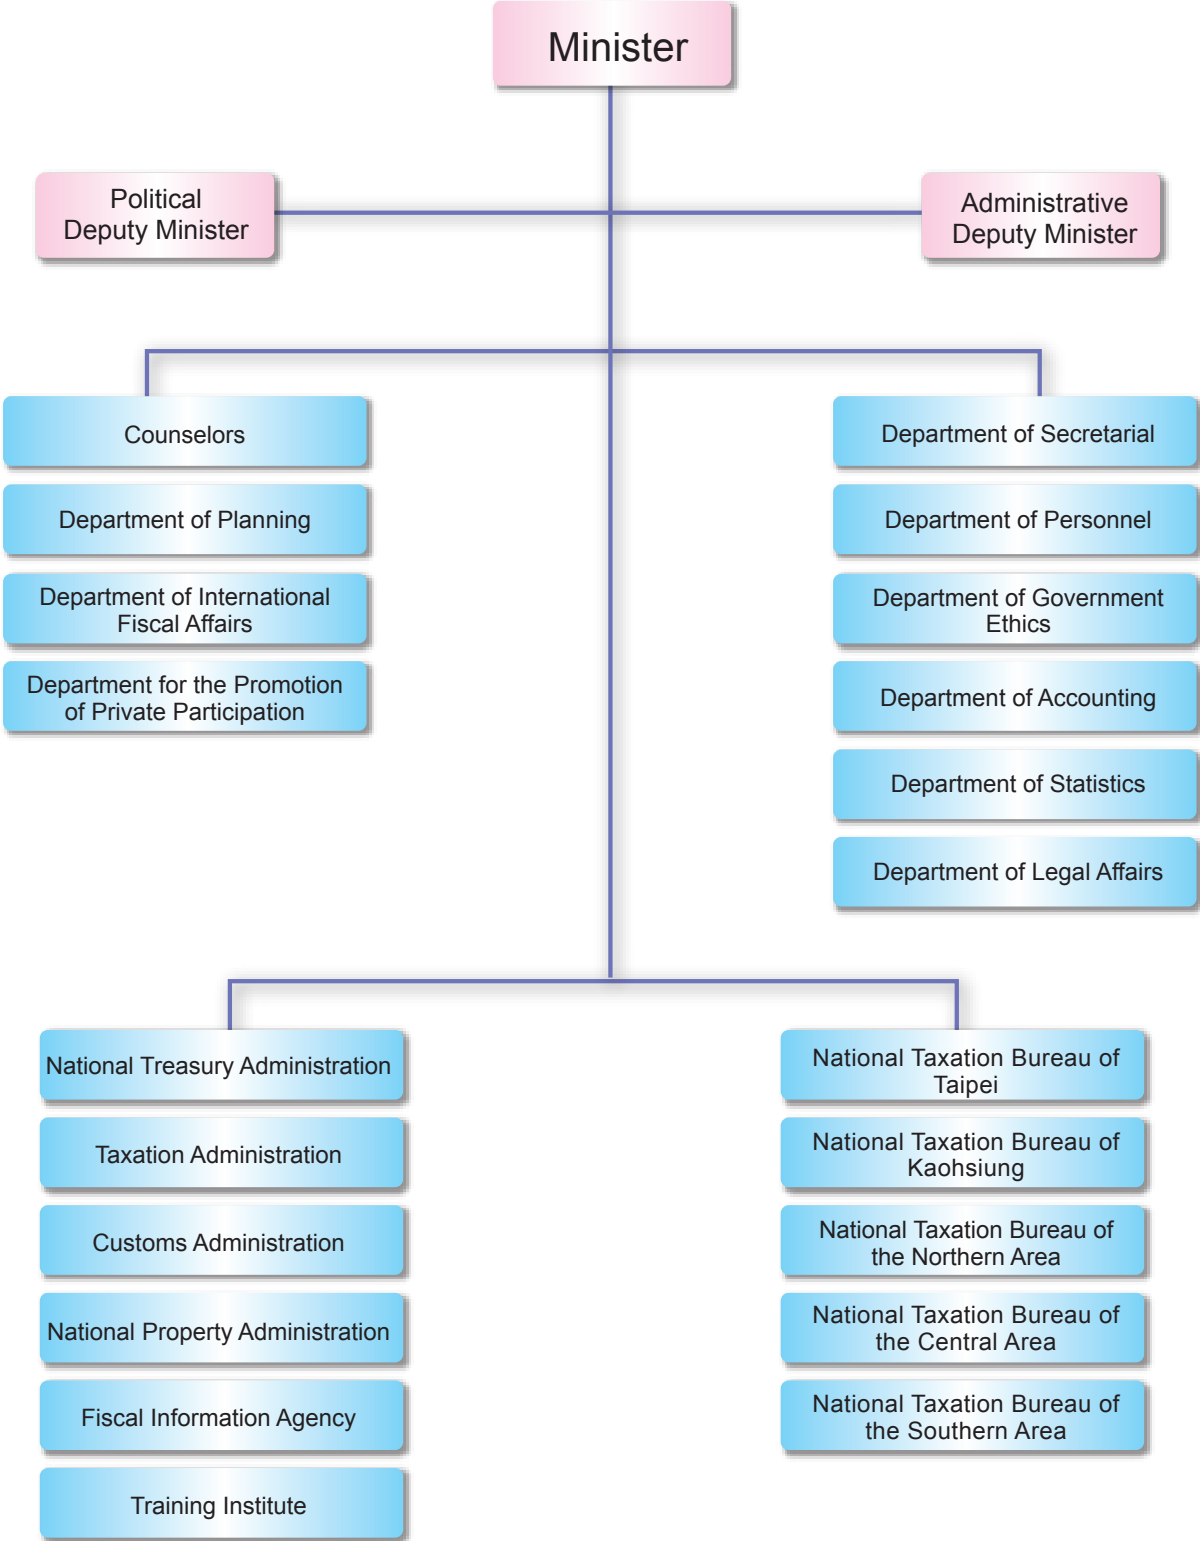 Minister
Political
Deputy Minister
Administrative
Deputy Minister
Counselors
Department of Planning
Department of International
Fiscal Affairs
Department for the Promotion
of Private Participation
Department of Secretarial
Department of Personnel
Department of Government
Ethics
Department of Accounting
Department of Statistics
Department of Legal Affairs
National Treasury Administration
Taxation Administration
Customs Administration
National Property Administration
Fiscal Information Agency
Training Institute
National Taxation Bureau of
Taipei
National Taxation Bureau of
Kaohsiung
National Taxation Bureau of
the Northern Area
National Taxation Bureau of
the Central Area
National Taxation Bureau of
the Southern Area